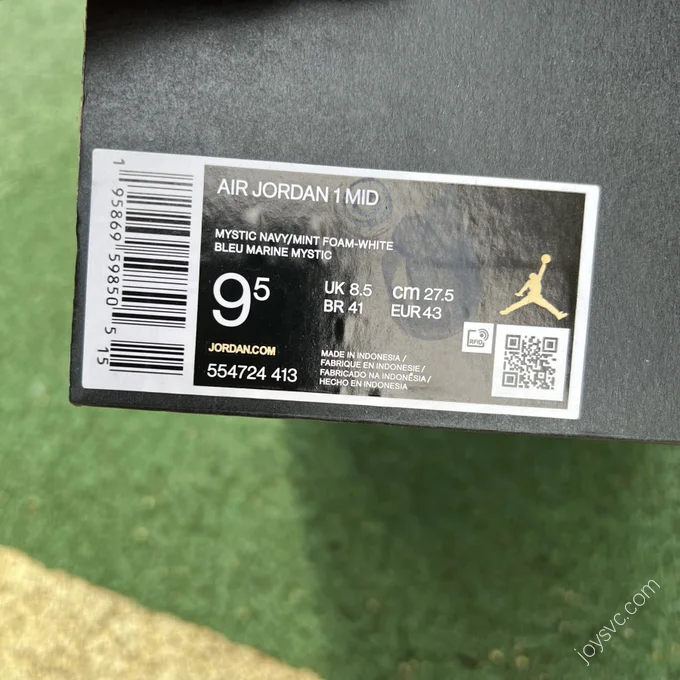 AIR JORDAN 1 MID
MYSTIC NAVY/MINT FOAM-WHITE
BLEU MARINE MYSTIC
9 5
UK 8.5 cm 27.5
BR 41 EUR 43
JORDAN.COM
554724 413
MADE IN INDONESIA /
FABRIQUE EN INDONESIE /
FABRICADO NA INDONÉSIA /
HECHO EN INDONESIA
RFID
1 95869 59850 5 15
joysvc.com